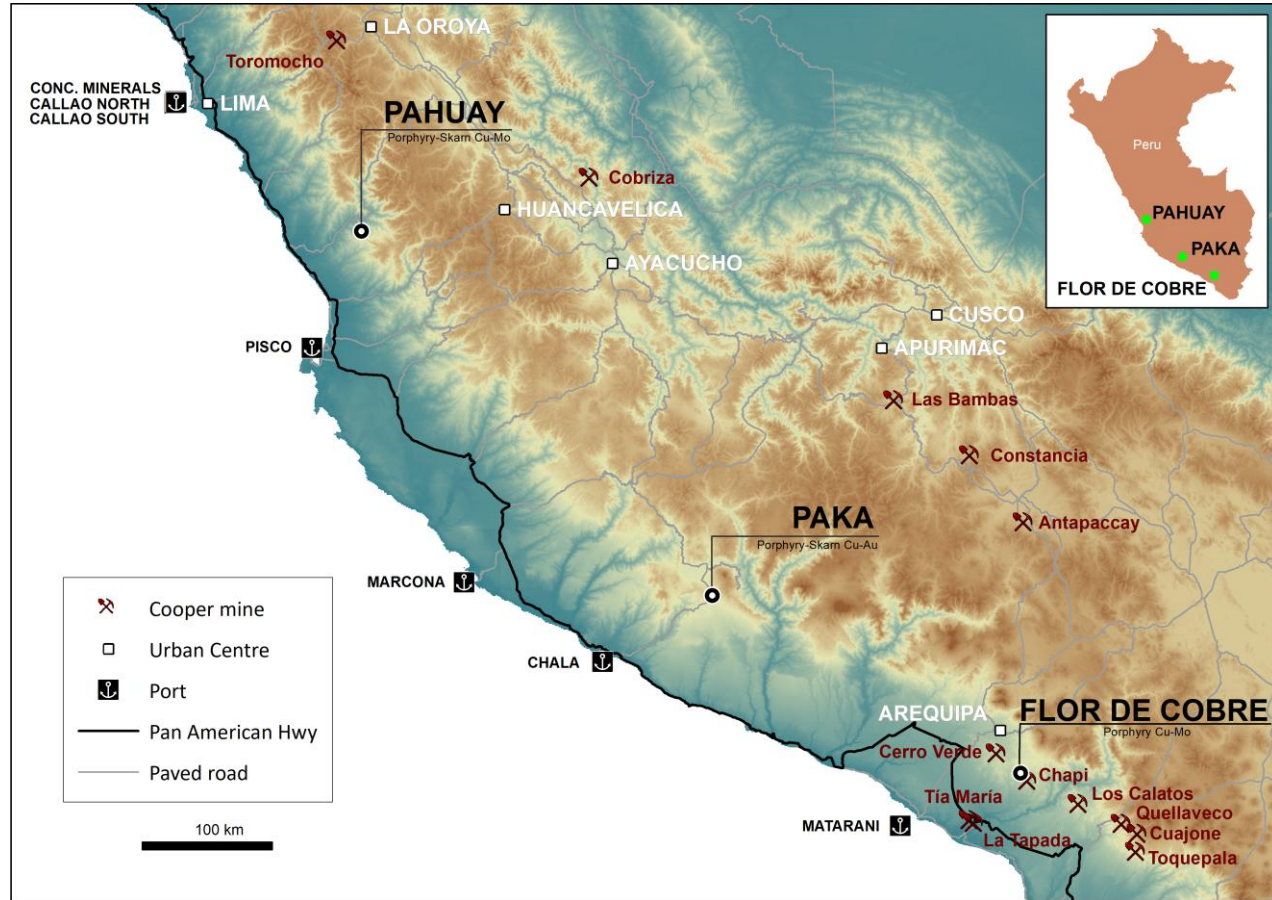 LA OROYA
Toromocho
CONC. MINERALS
CALLAO NORTH
CALLAO SOUTH
LIMA
PAHUAY
Porphyry-Skarn Cu-Mo
Cobriza
HUANCAVELICA
AYACUCHO
Peru
PAHUAY
PAKA
FLOR DE COBRE
CUSCO
APURIMAC
PISCO
Las Bambas
Constancia
PAKA
Porphyry-Skarn Cu-Au
Antapaccay
MARCONA
CHALA
AREQUIPA
FLOR DE COBRE
Porphyry Cu-Mo
Cerro Verde
Chapi
Tía María
Los Calatos
Quellaveco
MATARANI
La Tapada
Cuajone
Toquepala
Cooper mine
Urban Centre
Port
Pan American Hwy
Paved road
100 km